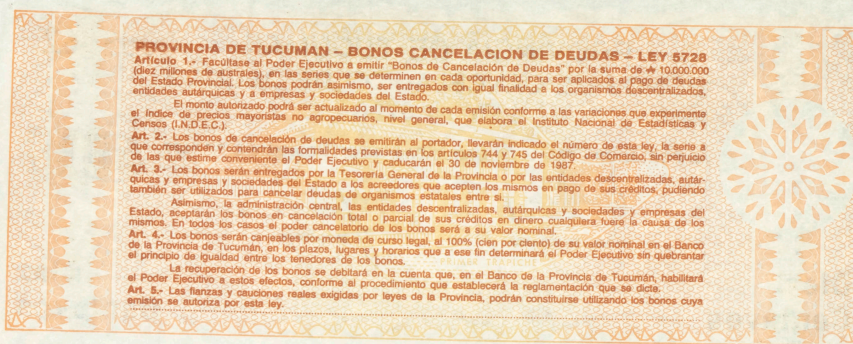 PROVINCIA DE TUCUMAN – BONOS CANCELACION DE DEUDAS – LEY 5728
Artículo 1.- Facúltase al Poder Ejecutivo a emitir "Bonos de Cancelación de Deudas" por la suma de ₳ 10.000.000
(diez millones de australes), en las series que se determinen en cada oportunidad, para ser aplicados al pago de deudas
del Estado Provincial. Los bonos podrán asimismo, ser entregados con igual finalidad a los organismos descentralizados,
entidades autárquicas y a empresas y sociedades del Estado.
El monto autorizado podrá ser actualizado al momento de cada emisión conforme a las variaciones que experimente
el índice de precios mayoristas no agropecuarios, nivel general, que elabora el Instituto Nacional de Estadísticas y
Censos (I.N.D.E.C.).
Art. 2.- Los bonos de cancelación de deudas se emitirán al portador, llevarán indicado el número de esta ley, la serie a
que corresponden y contendrán las formalidades previstas en los artículos 744 y 745 del Código de Comercio, sin perjuicio
de las que estime conveniente el Poder Ejecutivo y caducarán el 30 de noviembre de 1987.
Art. 3.- Los bonos serán entregados por la Tesorería General de la Provincia o por las entidades descentralizadas, autár-
quicas y empresas y sociedades del Estado a los acreedores que acepten los mismos en pago de sus créditos, pudiendo
también ser utilizados para cancelar deudas de organismos estatales entre sí.
Asimismo, la administración central, las entidades descentralizadas, autárquicas y sociedades y empresas del
Estado, aceptarán los bonos en cancelación total o parcial de sus créditos en dinero cualquiera fuere la causa de los
mismos. En todos los casos el poder cancelatorio de los bonos será a su valor nominal.
Art. 4.- Los bonos serán canjeables por moneda de curso legal, al 100% (cien por ciento) de su valor nominal en el Banco
de la Provincia de Tucumán, en los plazos, lugares y horarios que a ese fin determinará el Poder Ejecutivo sin quebrantar
el principio de igualdad entre los tenedores de los bonos.
La recuperación de los bonos se debitará en la cuenta que, en el Banco de la Provincia de Tucumán, habilitará
el Poder Ejecutivo a estos efectos, conforme al procedimiento que establecerá la reglamentación que se dicte.
Art. 5.- Las fianzas y cauciones reales exigidas por leyes de la Provincia, podrán constituirse utilizando los bonos cuya
emisión se autoriza por esta ley.